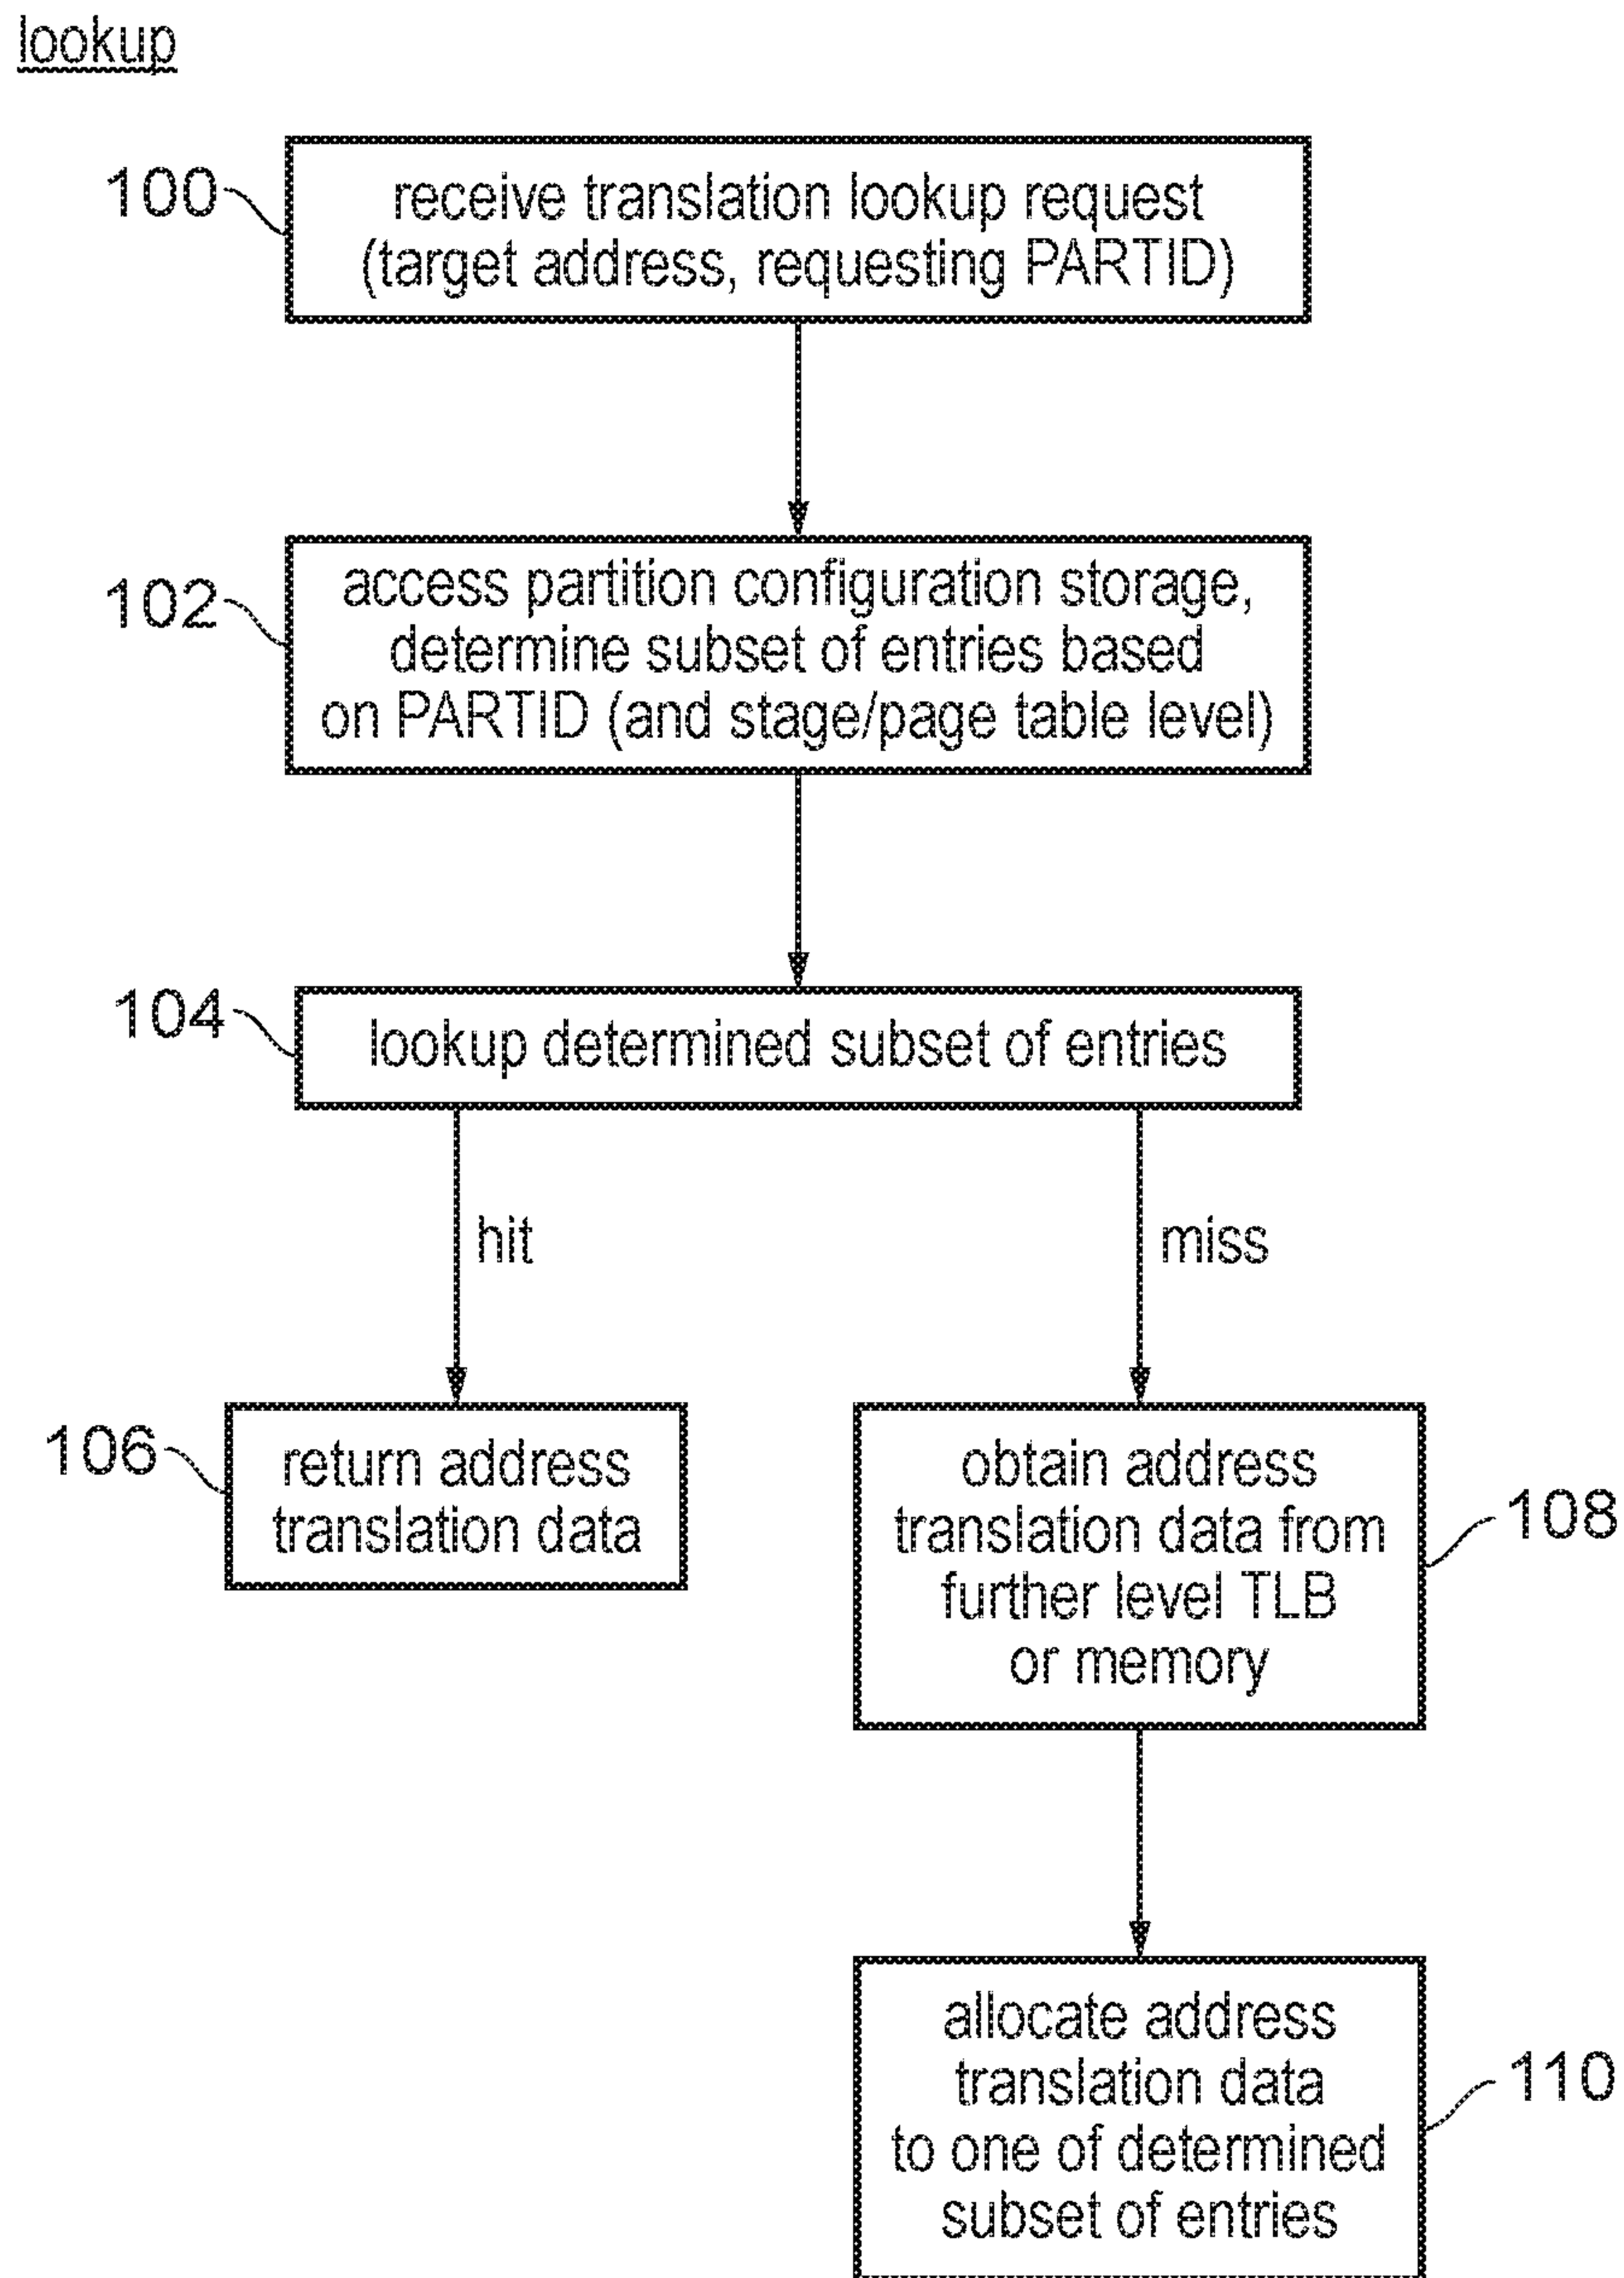 lookup
100
receive translation lookup request
(target address, requesting PARTID)
102
access partition configuration storage,
determine subset of entries based
on PARTID (and stage/page table level)
104
lookup determined subset of entries
hit
miss
106
return address
translation data
obtain address
translation data from
further level TLB
or memory
108
allocate address
translation data
to one of determined
subset of entries
110